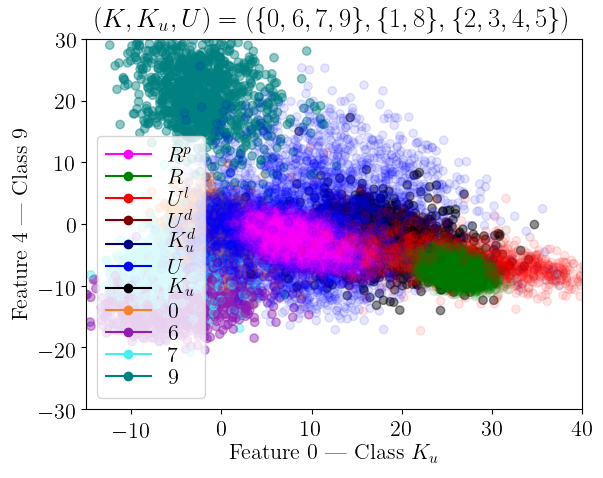 (K, K_u, U) = ({0, 6, 7, 9}, {1, 8}, {2, 3, 4, 5})
Feature 4 — Class 9
30
20
10
0
−10
−20
−30
R^p
R
U^l
U^d
K_u^d
U
K_u
0
6
7
9
−10 0 10 20 30 40
Feature 0 — Class K_u